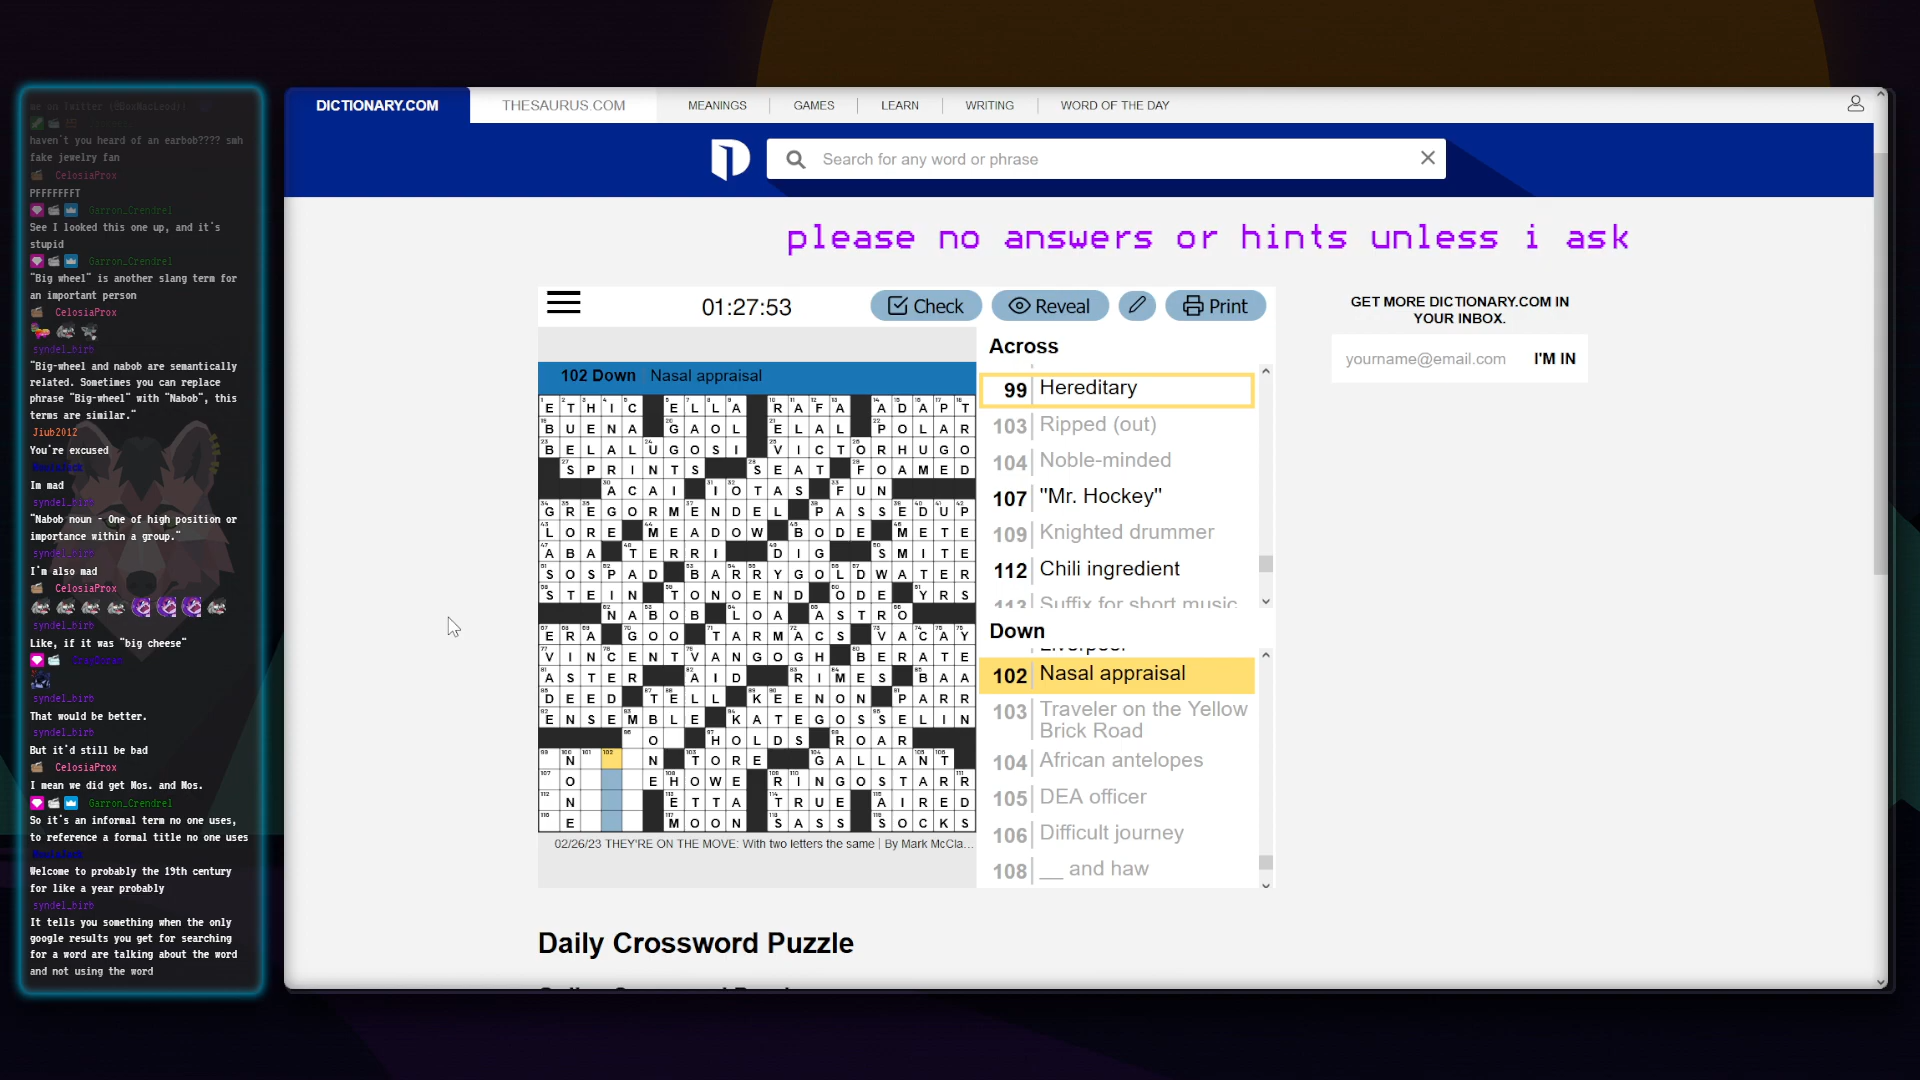 me on Twitter (@DoxMacLeod)!
haven't you heard of an earbob???? smh
fake jewelry fan
CelosiaProx
PFFFFFFFT
Garron_Crendrel
See I looked this one up, and it's
stupid
Garron_Crendrel
"Big wheel" is another slang term for
an important person
CelosiaProx
syndel_birb
"Big-wheel and nabob are semantically
related. Sometimes you can replace
phrase "Big-wheel" with "Nabob", this
terms are similar."
Jiub2012
You're excused
Im mad
syndel_birb
"Nabob noun - One of high position or
importance within a group."
syndel_birb
I'm also mad
CelosiaProx
syndel_birb
Like, if it was "big cheese"
syndel_birb
That would be better.
syndel_birb
But it'd still be bad
CelosiaProx
I mean we did get Mos. and Mos.
Garron_Crendrel
So it's an informal term no one uses,
to reference a formal title no one uses
Welcome to probably the 19th century
for like a year probably
syndel_birb
It tells you something when the only
google results you get for searching
for a word are talking about the word
and not using the word
DICTIONARY.COM
THESAURUS.COM
MEANINGS
GAMES
LEARN
WRITING
WORD OF THE DAY
Search for any word or phrase
please no answers or hints unless i ask
01:27:53
Check
Reveal
Print
102 Down Nasal appraisal
E T H I C E L L A R A F A A D A P T
B U E N A G A O L E L A L P O L A R
B E L A L U G O S I V I C T O R H U G O
S P R I N T S S E A T F O A M E D
A C A I I O T A S F U N
G R E G O R M E N D E L P A S S E D U P
L O R E M E A D O W B O D E M E T E
A B A T E R R I D I G S M I T E
S O S P A D B A R R Y G O L D W A T E R
S T E I N T O N O E N D O D E Y R S
N A B O B L O A A S T R O
E R A G O O T A R M A C S V A C A Y
V I N C E N T V A N G O G H B E R A T E
A S T E R A I D R I M E S B A A
D E E D T E L L K E E N O N P A R R
E N S E M B L E K A T E G O S S E L I N
O H O L D S R O A R
N N T O R E G A L L A N T
O E H O W E R I N G O S T A R R
N E T T A T R U E A I R E D
E M O O N S A S S S O C K S
02/26/23 THEY'RE ON THE MOVE: With two letters the same | By Mark McCla...
Across
99 Hereditary
103 Ripped (out)
104 Noble-minded
107 "Mr. Hockey"
109 Knighted drummer
112 Chili ingredient
113 Suffix for short music
Down
Liverpool
102 Nasal appraisal
103 Traveler on the Yellow
Brick Road
104 African antelopes
105 DEA officer
106 Difficult journey
108 __ and haw
GET MORE DICTIONARY.COM IN
YOUR INBOX.
yourname@email.com
I'M IN
Daily Crossword Puzzle